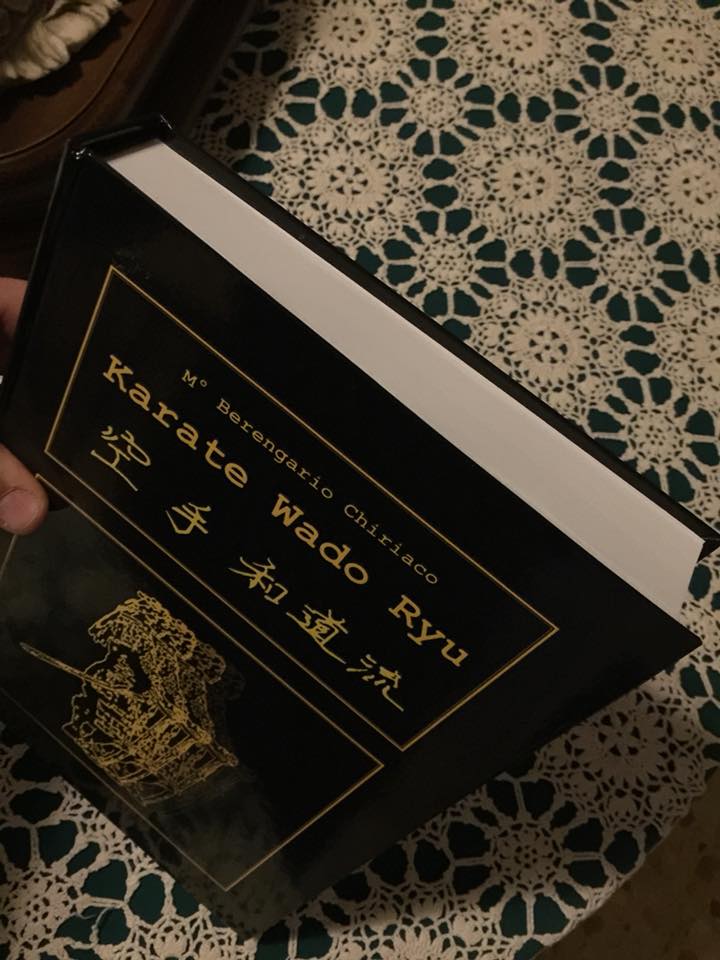 M° Berengario Chiriaco
Karate Wado Ryu
空手和道流